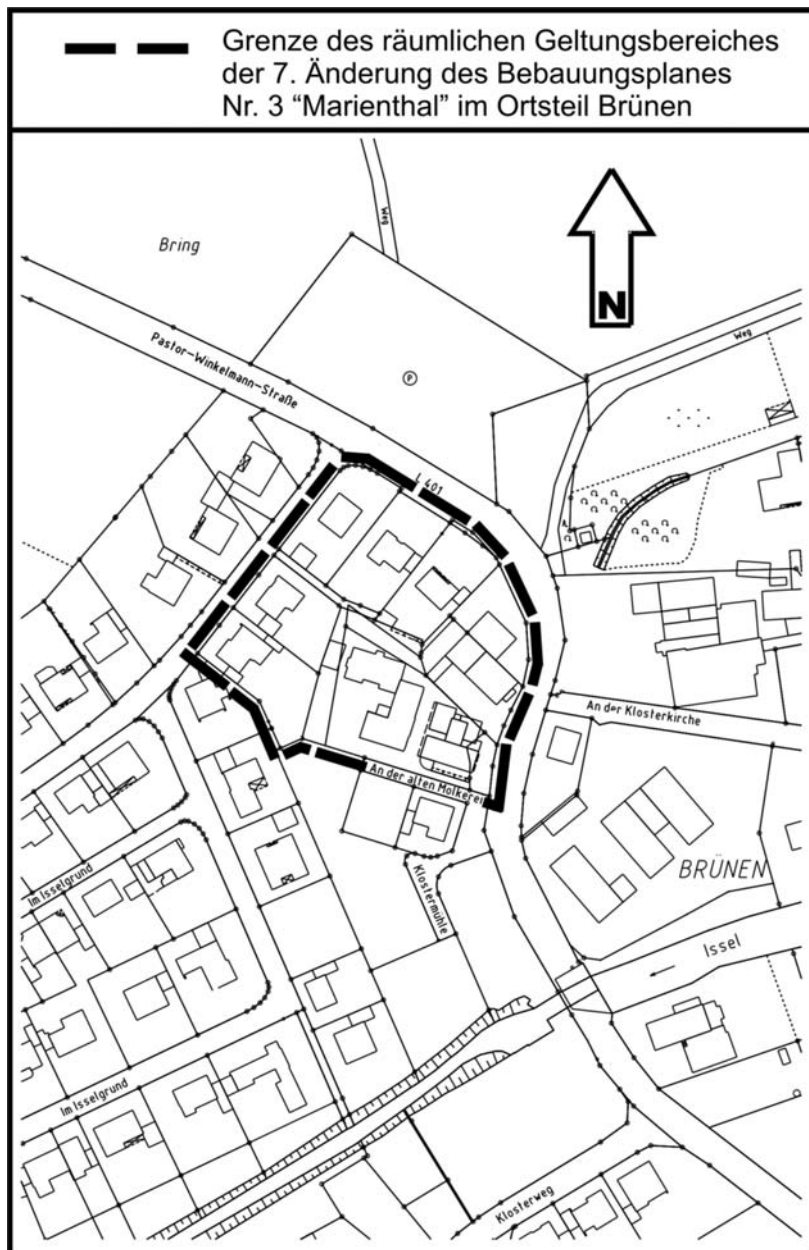 Grenze des räumlichen Geltungsbereiches
der 7. Änderung des Bebauungsplanes
Nr. 3 “Marienthal” im Ortsteil Brünen
Weg
Bring
N
Pastor-Winkelmann-Straße
Weg
P
L 401
An der Klosterkirche
An der alten Molkerei
BRÜNEN
Im Isselgrund
Klostermühle
Issel
Im Isselgrund
Klosterweg